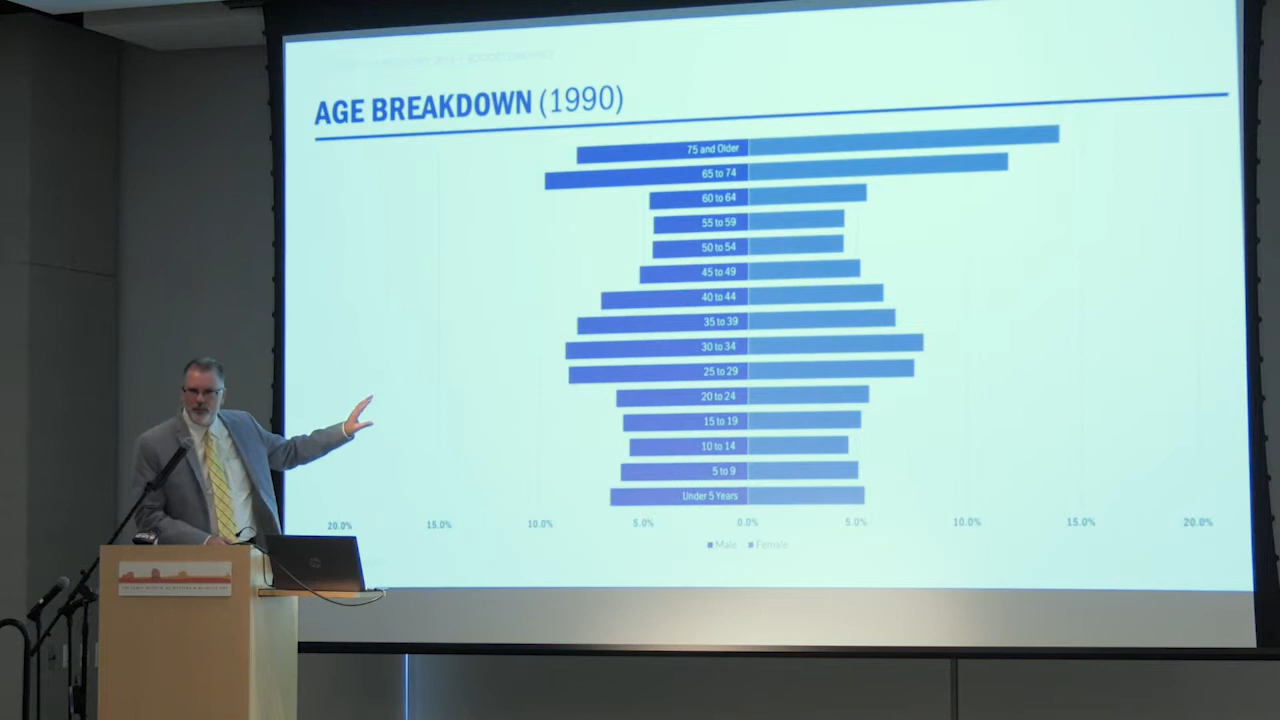 AGE BREAKDOWN (1990)
75 and Older
65 to 74
60 to 64
55 to 59
50 to 54
45 to 49
40 to 44
35 to 39
30 to 34
25 to 29
20 to 24
15 to 19
10 to 14
5 to 9
Under 5 Years
20.0% 15.0% 10.0% 5.0% 0.0% 5.0% 10.0% 15.0% 20.0%
Male Female